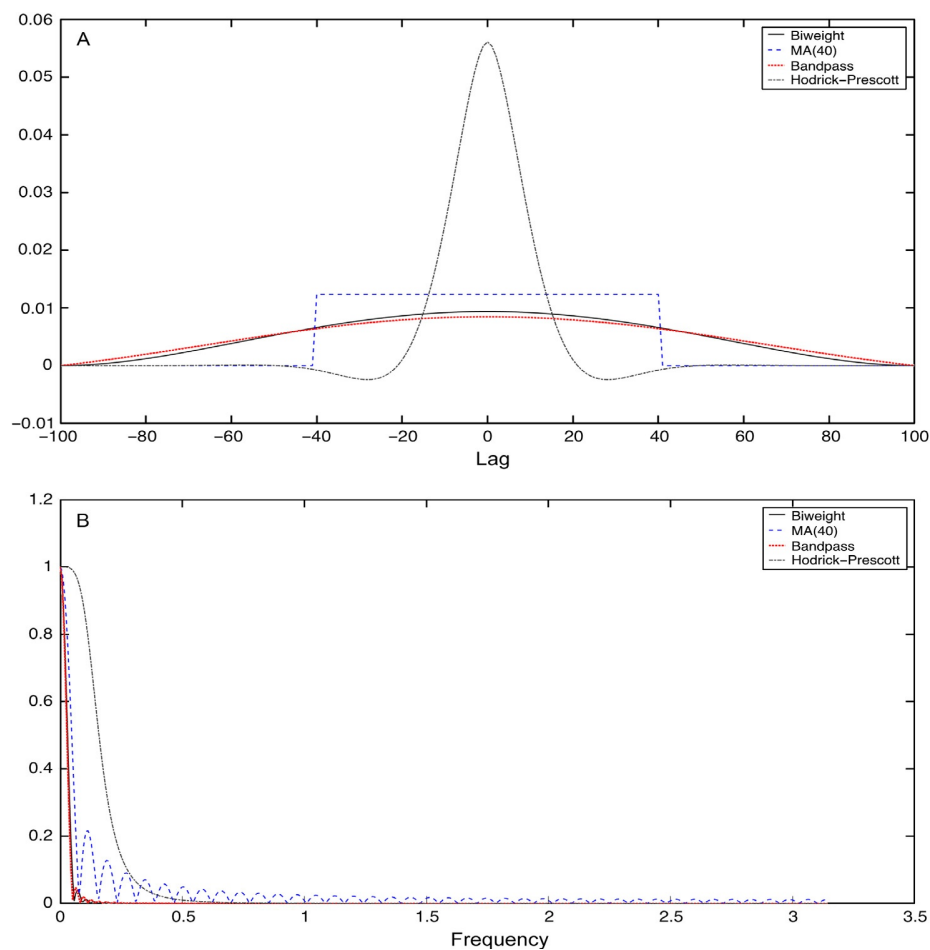 0.06
A
Biweight
MA(40)
Bandpass
Hodrick–Prescott
0.05
0.04
0.03
0.02
0.01
0
−0.01
−100 −80 −60 −40 −20 0 20 40 60 80 100
Lag
1.2
B
Biweight
MA(40)
Bandpass
Hodrick–Prescott
1
0.8
0.6
0.4
0.2
0
0 0.5 1 1.5 2 2.5 3 3.5
Frequency